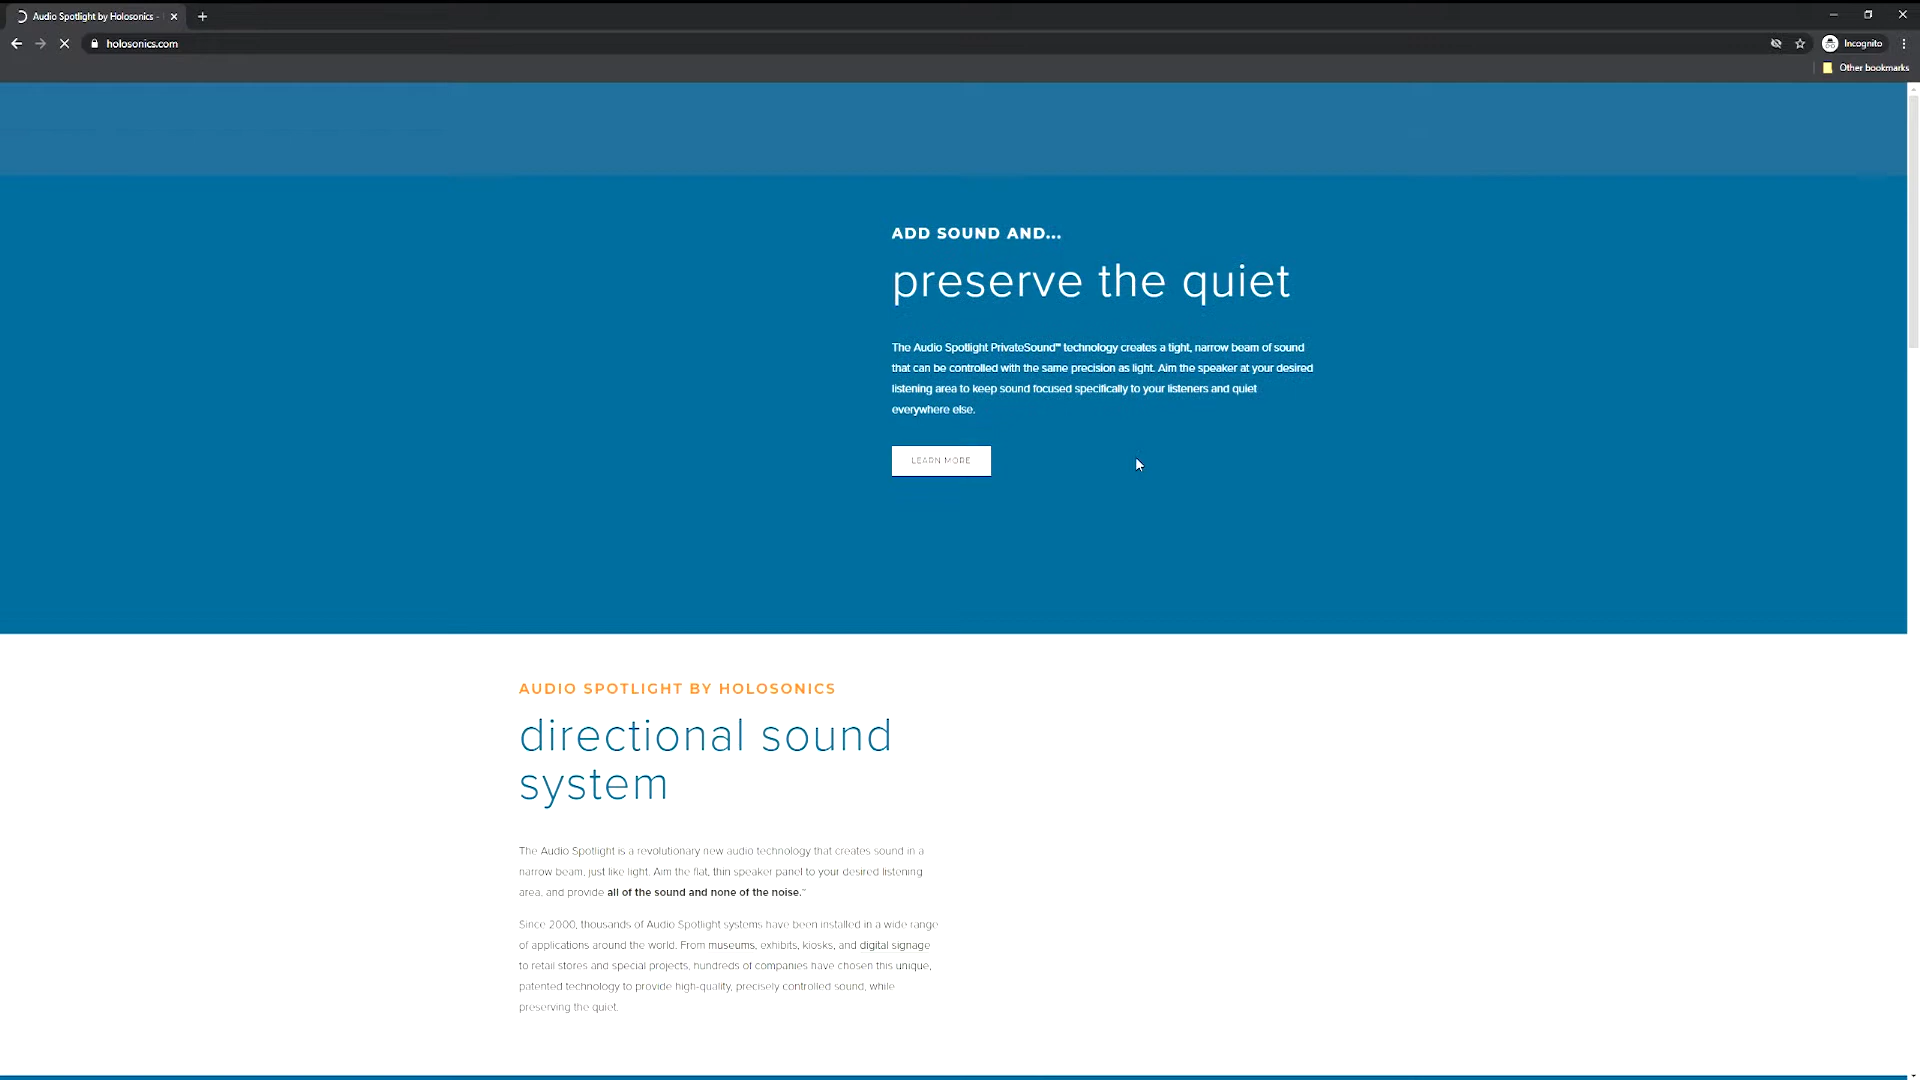 Audio Spotlight by Holosonics -
holosonics.com
Incognito
Other bookmarks
ADD SOUND AND...
preserve the quiet
The Audio Spotlight PrivateSound™ technology creates a tight, narrow beam of sound
that can be controlled with the same precision as light. Aim the speaker at your desired
listening area to keep sound focused specifically to your listeners and quiet
everywhere else.
LEARN MORE
AUDIO SPOTLIGHT BY HOLOSONICS
directional sound
system
The Audio Spotlight is a revolutionary new audio technology that creates sound in a
narrow beam, just like light. Aim the flat, thin speaker panel to your desired listening
area, and provide all of the sound and none of the noise.™
Since 2000, thousands of Audio Spotlight systems have been installed in a wide range
of applications around the world. From museums, exhibits, kiosks, and digital signage
to retail stores and special projects, hundreds of companies have chosen this unique,
patented technology to provide high-quality, precisely controlled sound, while
preserving the quiet.